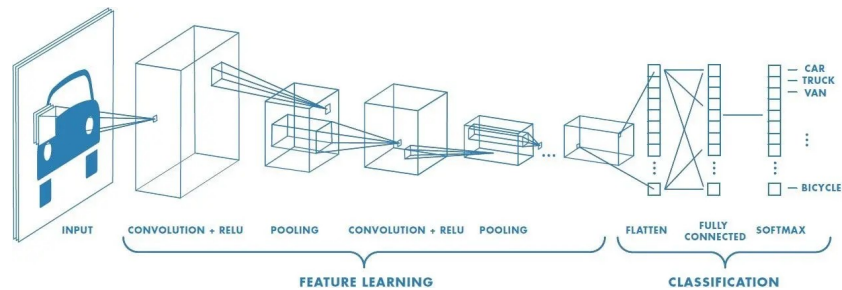 CAR
TRUCK
VAN
BICYCLE
INPUT
CONVOLUTION + RELU
POOLING
CONVOLUTION + RELU
POOLING
FLATTEN
FULLY
CONNECTED
SOFTMAX
FEATURE LEARNING
CLASSIFICATION